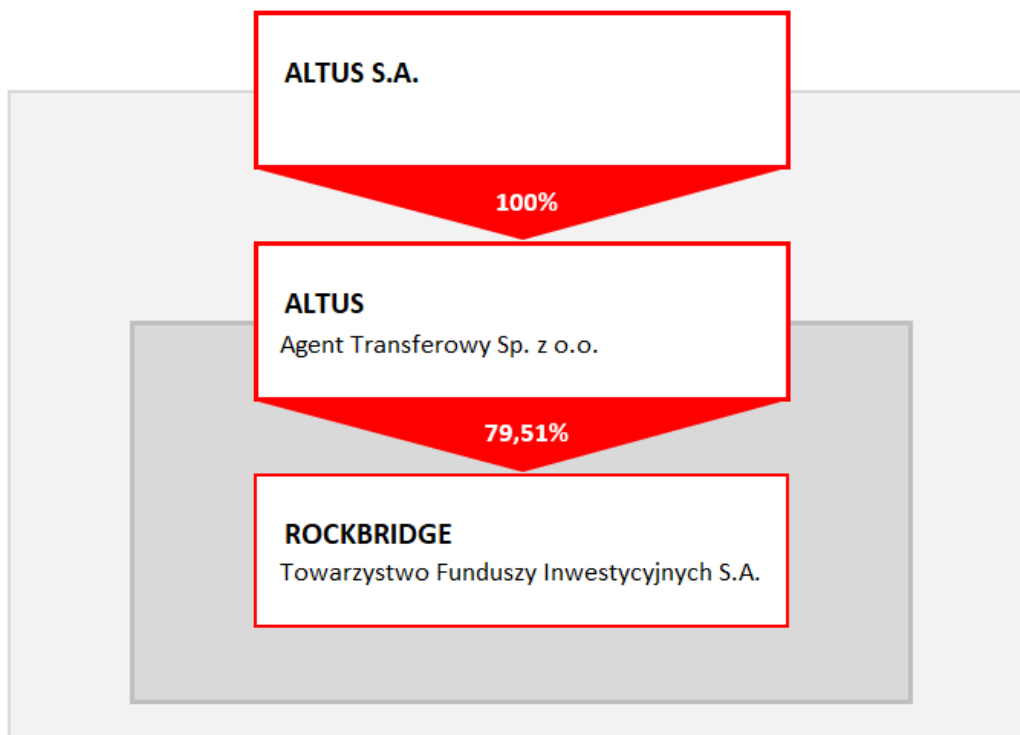 ALTUS S.A.
100%
ALTUS
Agent Transferowy Sp. z o.o.
79,51%
ROCKBRIDGE
Towarzystwo Funduszy Inwestycyjnych S.A.